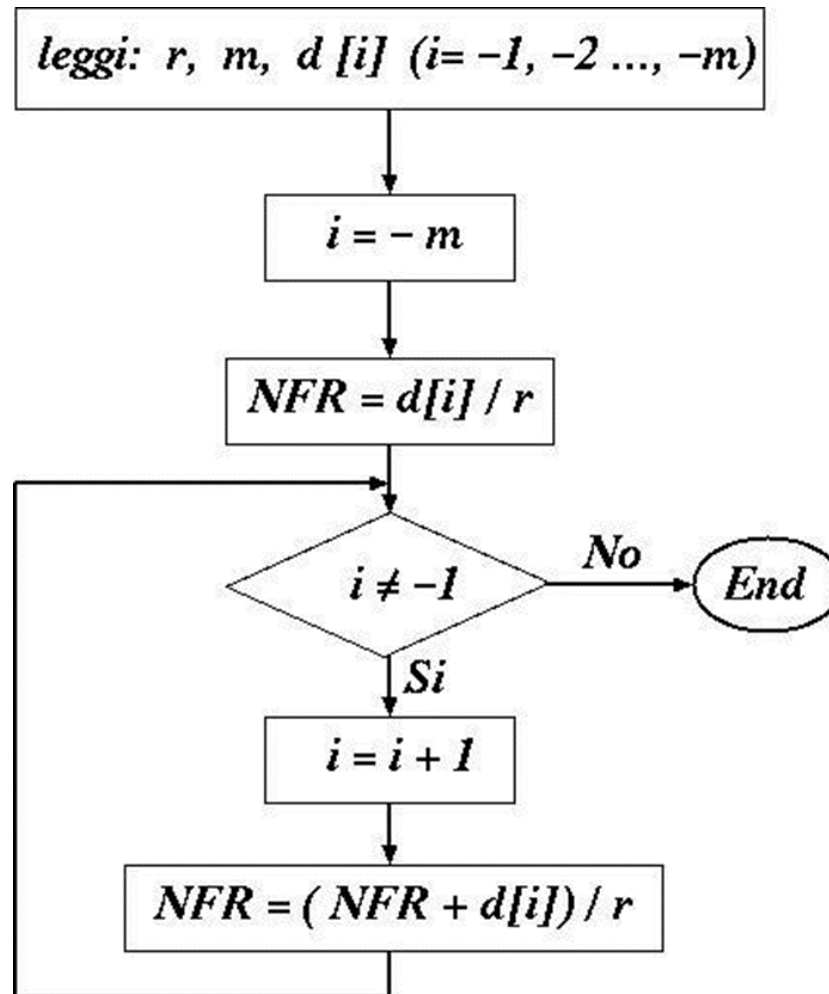 leggi: r, m, d [i] (i= −1, −2 ..., −m)
i = − m
NFR = d[i] / r
i ≠ −1
No
End
Si
i = i + 1
NFR = ( NFR + d[i]) / r